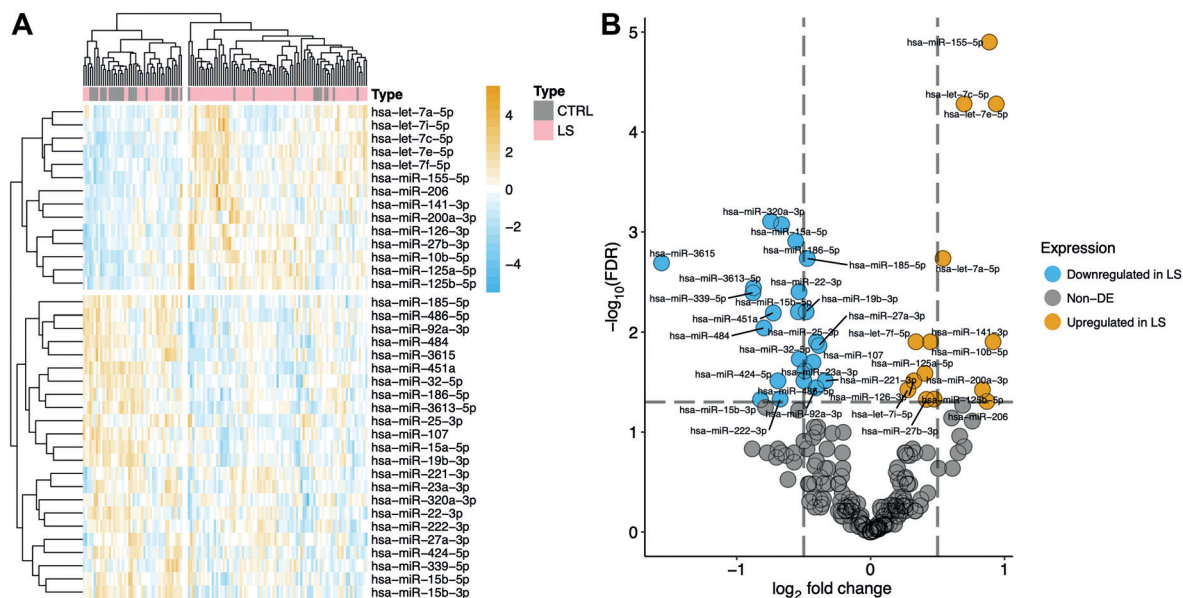 A
Type
hsa-let-7a-5p
hsa-let-7i-5p
hsa-let-7c-5p
hsa-let-7e-5p
hsa-let-7f-5p
hsa-miR-155-5p
hsa-miR-206
hsa-miR-141-3p
hsa-miR-200a-3p
hsa-miR-126-3p
hsa-miR-27b-3p
hsa-miR-10b-5p
hsa-miR-125a-5p
hsa-miR-125b-5p
hsa-miR-185-5p
hsa-miR-486-5p
hsa-miR-92a-3p
hsa-miR-484
hsa-miR-3615
hsa-miR-451a
hsa-miR-32-5p
hsa-miR-186-5p
hsa-miR-3613-5p
hsa-miR-25-3p
hsa-miR-107
hsa-miR-15a-5p
hsa-miR-19b-3p
hsa-miR-221-3p
hsa-miR-23a-3p
hsa-miR-320a-3p
hsa-miR-22-3p
hsa-miR-222-3p
hsa-miR-27a-3p
hsa-miR-424-5p
hsa-miR-339-5p
hsa-miR-15b-5p
hsa-miR-15b-3p
4
2
0
-2
-4
Type
CTRL
LS
B
-log10(FDR)
5
4
3
2
1
0
hsa-miR-155-5p
hsa-let-7c-5p
hsa-let-7e-5p
hsa-miR-320a-3p
hsa-miR-15a-5p
hsa-miR-186-5p
hsa-miR-3615
hsa-miR-185-5p
hsa-let-7a-5p
hsa-miR-3613-5p
hsa-miR-22-3p
hsa-miR-339-5p
hsa-miR-15b-5p
hsa-miR-19b-3p
hsa-miR-451a
hsa-miR-27a-3p
hsa-miR-484
hsa-miR-25-3p
hsa-let-7f-5p
hsa-miR-141-3p
hsa-miR-32-5p
hsa-miR-107
hsa-miR-10b-5p
hsa-miR-125a-5p
hsa-miR-424-5p
hsa-miR-23a-3p
hsa-miR-221-3p
hsa-miR-200a-3p
hsa-miR-486-5p
hsa-miR-126-3p
hsa-miR-125b-5p
hsa-miR-15b-3p
hsa-miR-92a-3p
hsa-let-7i-5p
hsa-miR-206
hsa-miR-222-3p
hsa-miR-27b-3p
-1
0
1
log2 fold change
Expression
Downregulated in LS
Non-DE
Upregulated in LS